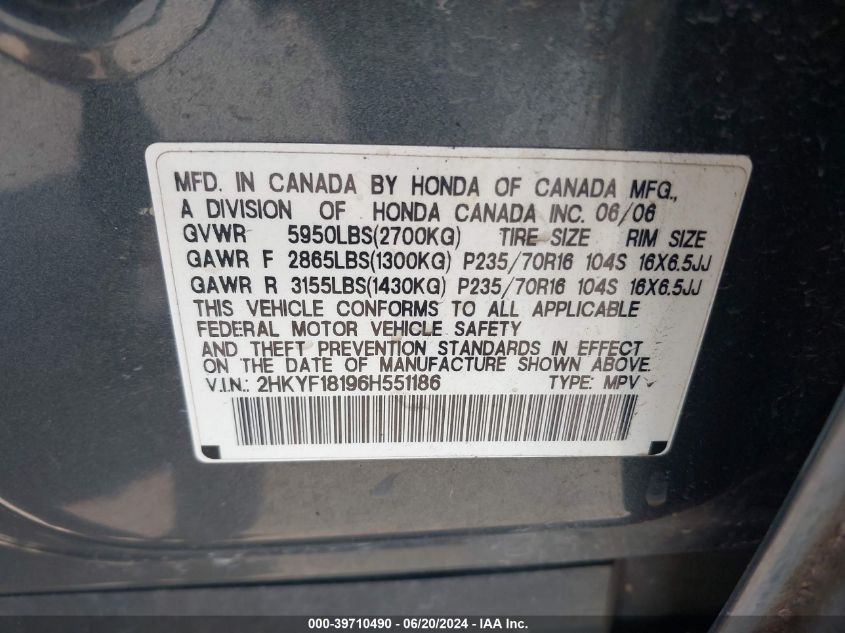 MFD. IN CANADA BY HONDA OF CANADA MFG.,
A DIVISION OF HONDA CANADA INC. 06/06
GVWR 5950LBS(2700KG) TIRE SIZE RIM SIZE
GAWR F 2865LBS(1300KG) P235/70R16 104S 16X6.5JJ
GAWR R 3155LBS(1430KG) P235/70R16 104S 16X6.5JJ
THIS VEHICLE CONFORMS TO ALL APPLICABLE
FEDERAL MOTOR VEHICLE SAFETY
AND THEFT PREVENTION STANDARDS IN EFFECT
ON THE DATE OF MANUFACTURE SHOWN ABOVE.
V.I.N.: 2HKYF18196H551186 TYPE: MPV
000-39710490 - 06/20/2024 - IAA Inc.